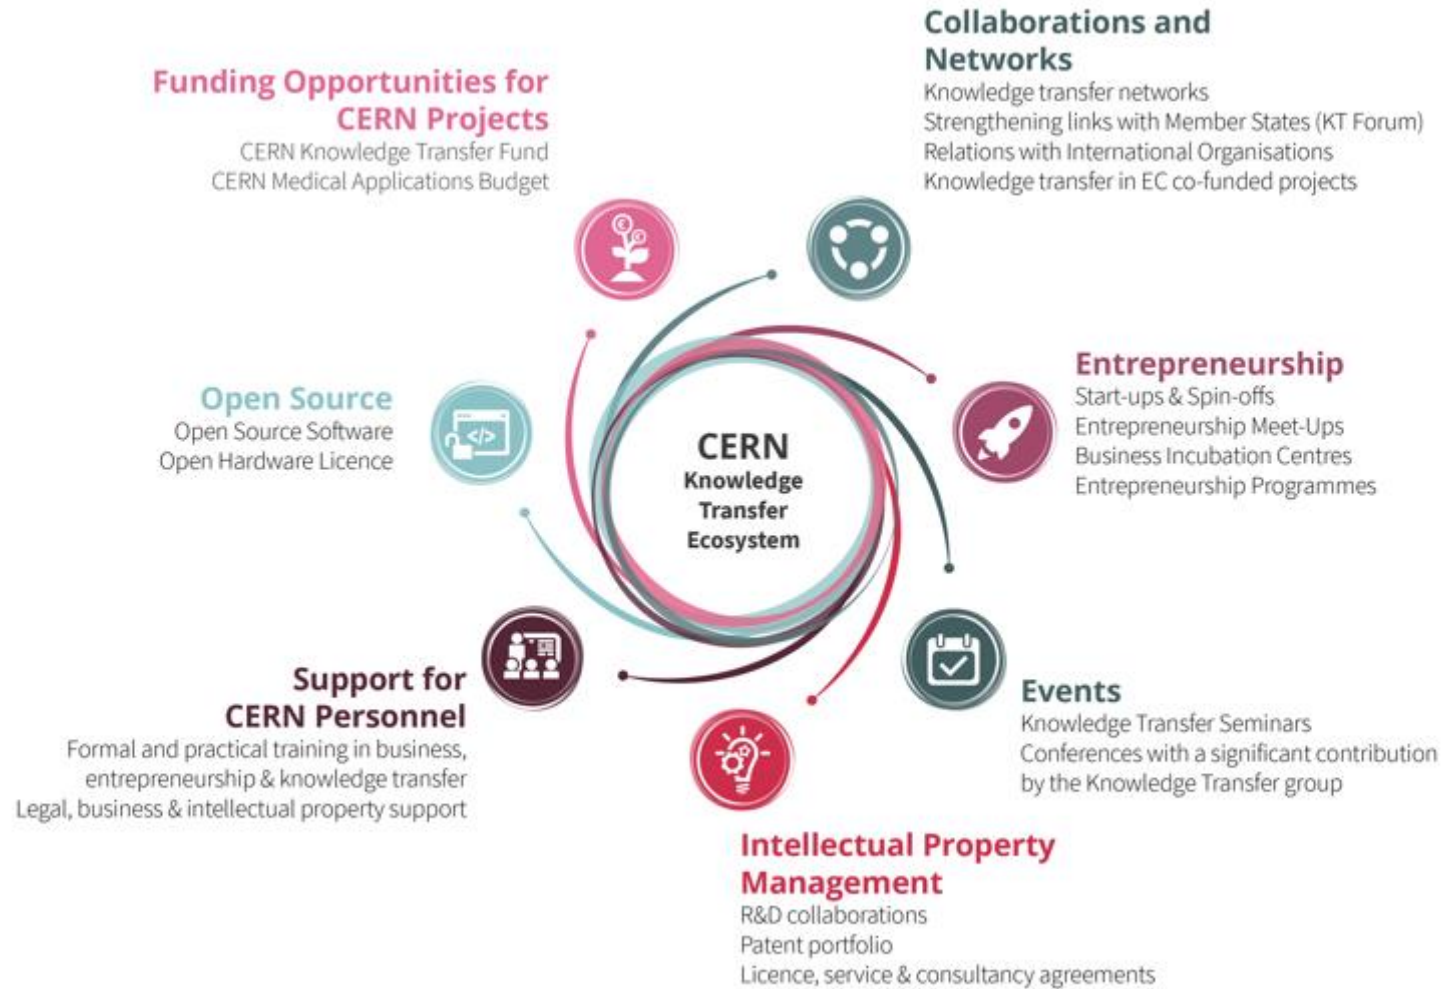 Collaborations and
Networks
Knowledge transfer networks
Strengthening links with Member States (KT Forum)
Relations with International Organisations
Knowledge transfer in EC co-funded projects
Funding Opportunities for
CERN Projects
CERN Knowledge Transfer Fund
CERN Medical Applications Budget
Entrepreneurship
Start-ups & Spin-offs
Entrepreneurship Meet-Ups
Business Incubation Centres
Entrepreneurship Programmes
Open Source
Open Source Software
Open Hardware Licence
</>
CERN
Knowledge
Transfer
Ecosystem
Support for
CERN Personnel
Formal and practical training in business,
entrepreneurship & knowledge transfer
Legal, business & intellectual property support
Events
Knowledge Transfer Seminars
Conferences with a significant contribution
by the Knowledge Transfer group
Intellectual Property
Management
R&D collaborations
Patent portfolio
Licence, service & consultancy agreements